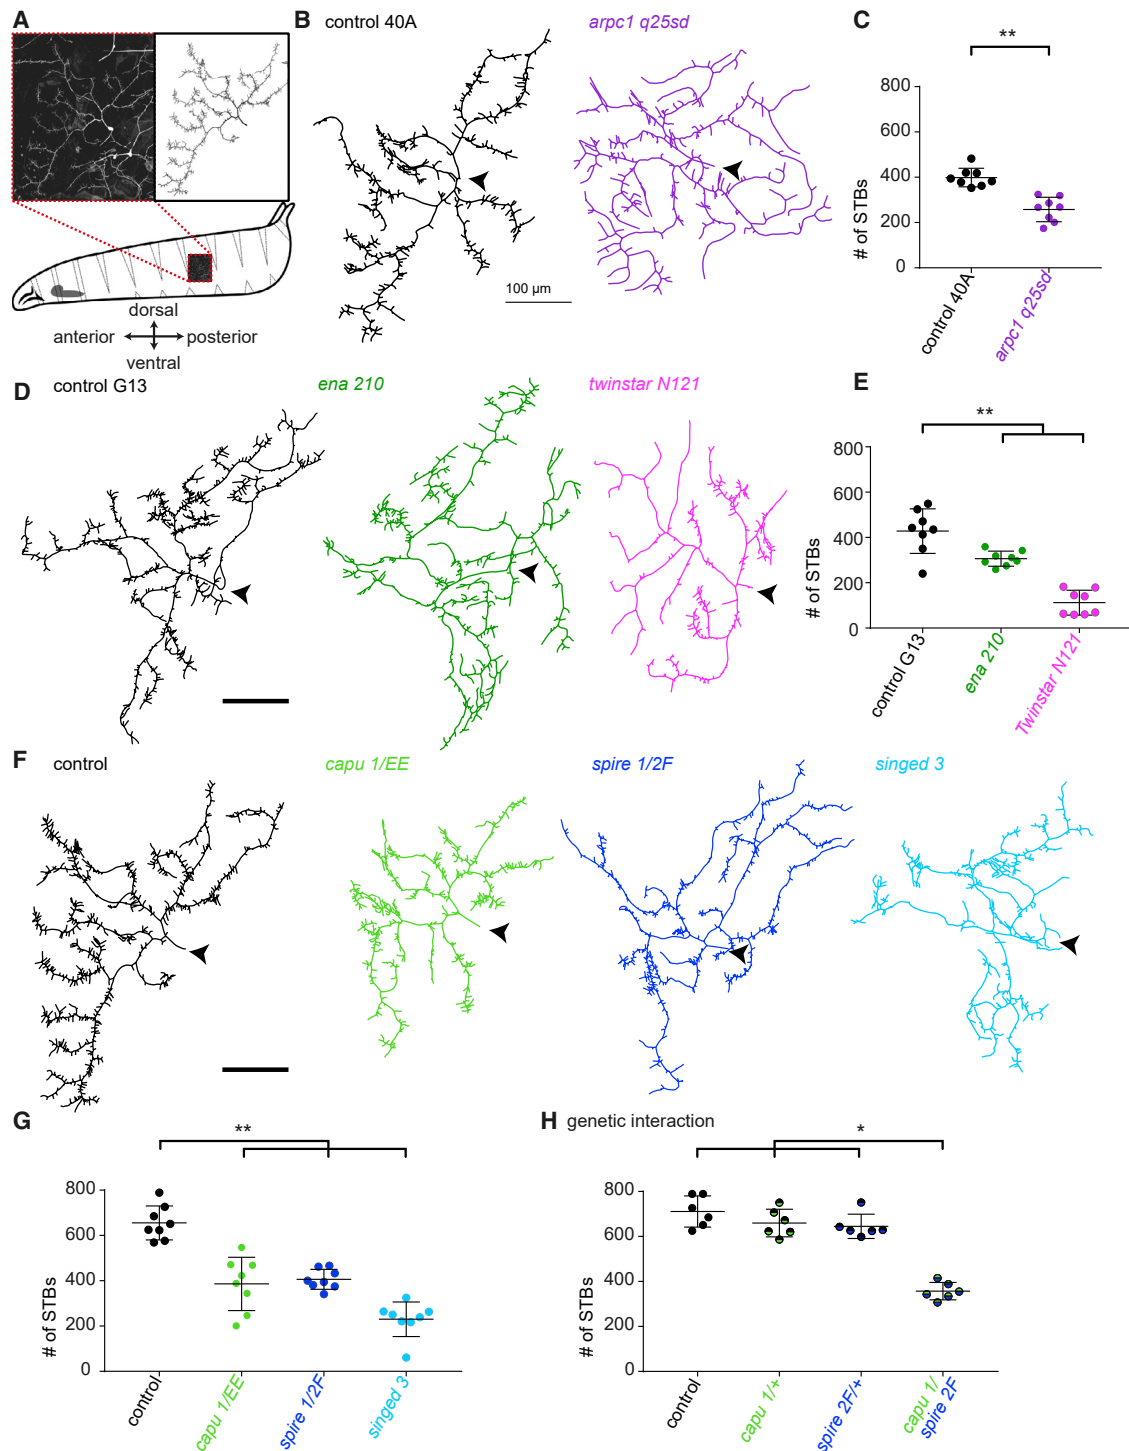 A
B control 40A
arpc1 q25sd
C
**
800
600
400
200
0
# of STBs
control 40A
arpc1 q25sd
100 µm
dorsal
anterior
posterior
ventral
D control G13
ena 210
twinstar N121
E
**
800
600
400
200
0
# of STBs
control G13
ena 210
Twinstar N121
F control
capu 1/EE
spire 1/2F
singed 3
G
**
800
600
400
200
0
# of STBs
control
capu 1/EE
spire 1/2F
singed 3
H genetic interaction
*
800
600
400
200
0
# of STBs
control
capu 1/+
spire 2F/+
capu 1/
spire 2F